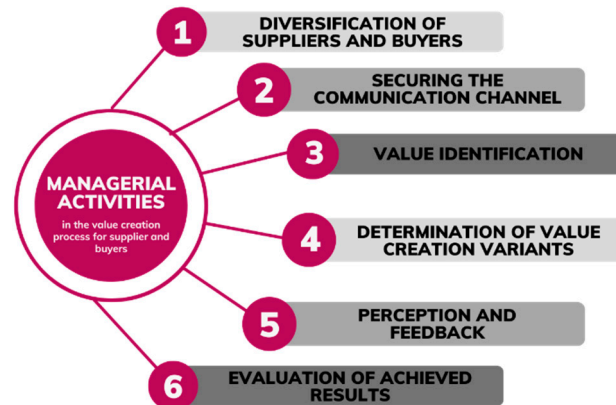 1
DIVERSIFICATION OF
SUPPLIERS AND BUYERS
2
SECURING THE
COMMUNICATION CHANNEL
3
VALUE IDENTIFICATION
MANAGERIAL
ACTIVITIES
in the value creation
process for supplier and
buyers
4
DETERMINATION OF VALUE
CREATION VARIANTS
5
PERCEPTION AND
FEEDBACK
6
EVALUATION OF ACHIEVED
RESULTS